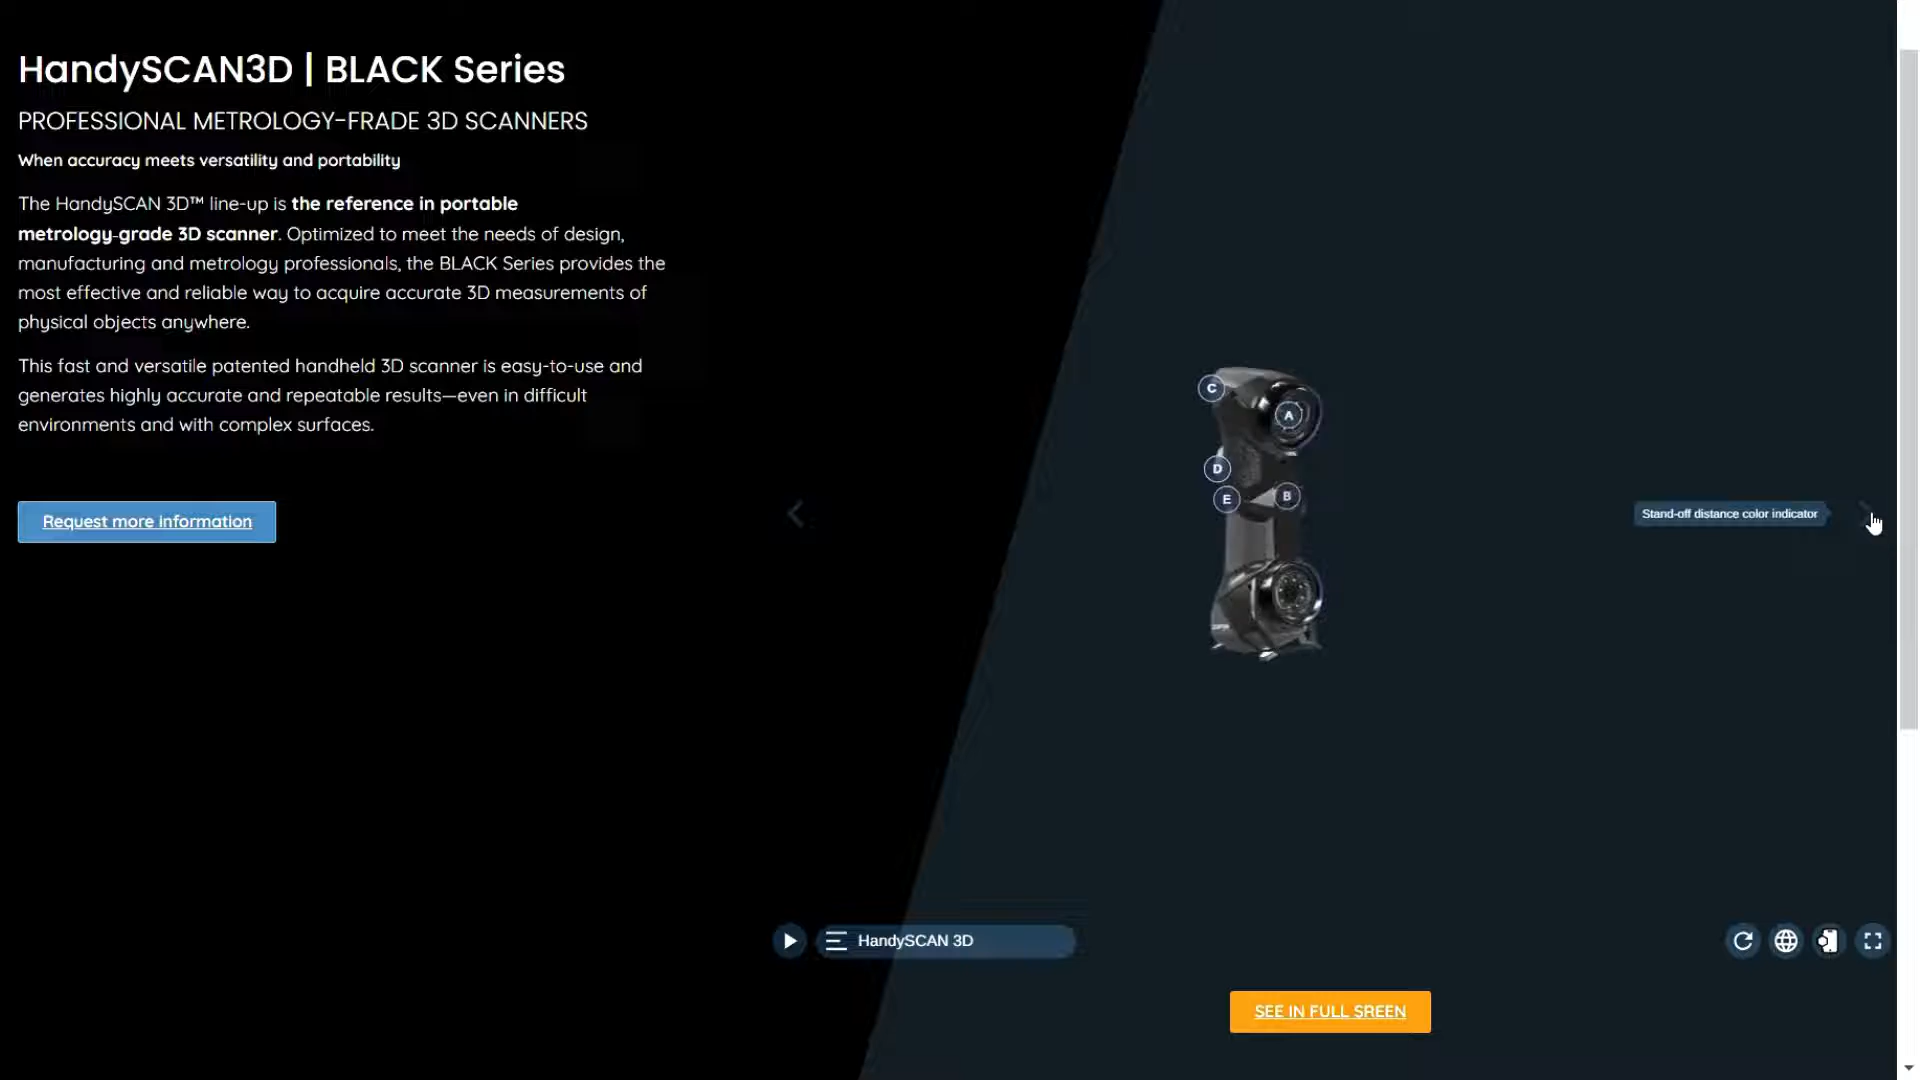 HandySCAN3D | BLACK Series
PROFESSIONAL METROLOGY-FRADE 3D SCANNERS
When accuracy meets versatility and portability
The HandySCAN 3D™ line-up is the reference in portable
metrology-grade 3D scanner. Optimized to meet the needs of design,
manufacturing and metrology professionals, the BLACK Series provides the
most effective and reliable way to acquire accurate 3D measurements of
physical objects anywhere.
This fast and versatile patented handheld 3D scanner is easy-to-use and
generates highly accurate and repeatable results—even in difficult
environments and with complex surfaces.
Request more information
C
A
D
E
B
Stand-off distance color indicator
HandySCAN 3D
SEE IN FULL SREEN